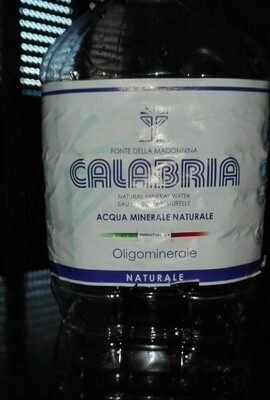 FONTE DELLA MADONNINA
CALABRIA
NATURAL MINERAL WATER
ACQUA MINERALE NATURALE
Oligominerale
NATURALE